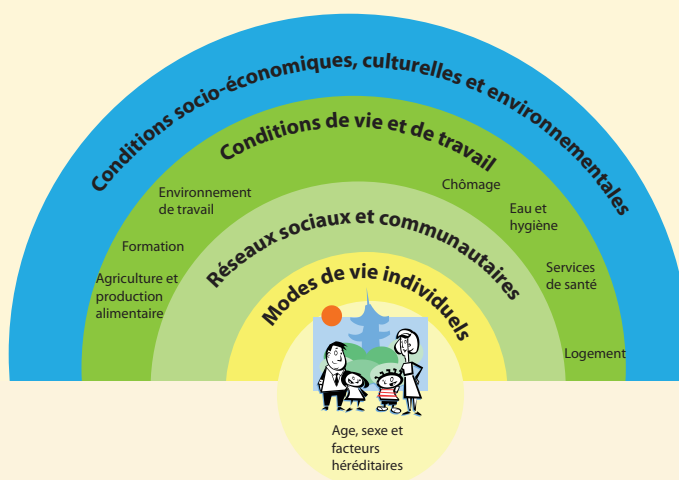 Conditions socio-économiques, culturelles et environnementales
Conditions de vie et de travail
Chômage
Environnement
de travail
Eau et
hygiène
Réseaux sociaux et communautaires
Formation
Services
de santé
Agriculture et
production
alimentaire
Modes de vie individuels
Logement
Age, sexe et
facteurs
héréditaires